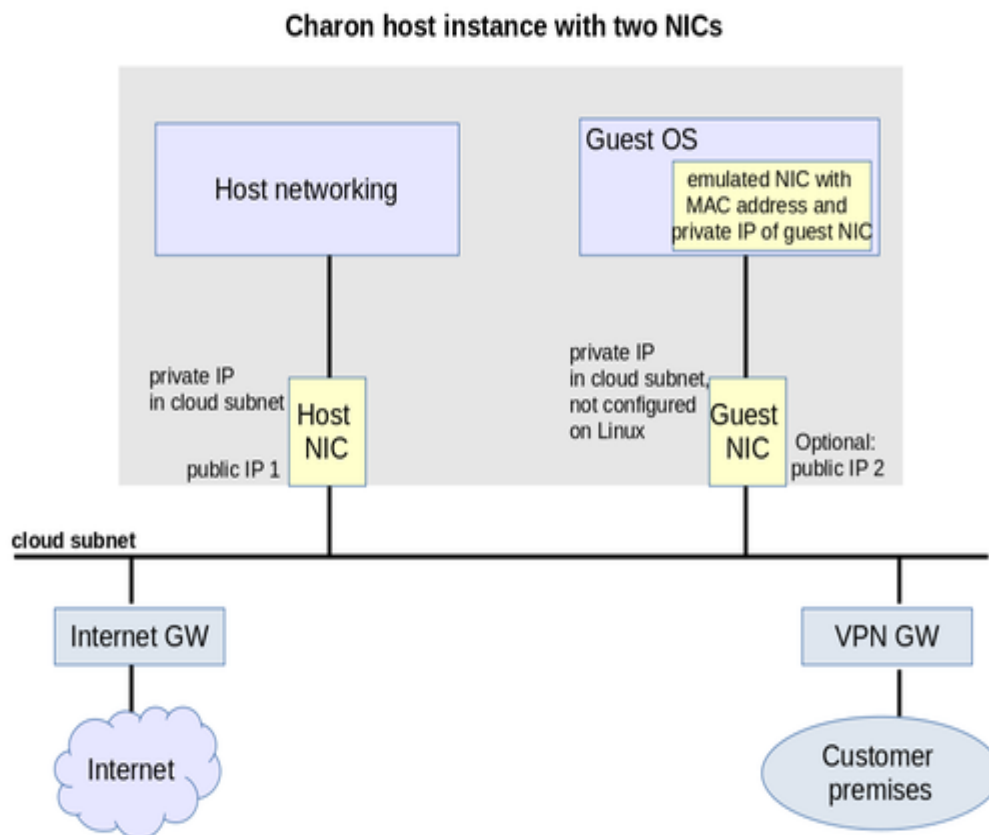 Charon host instance with two NICs
Host networking
Guest OS
emulated NIC with
MAC address and
private IP of guest NIC
private IP
in cloud subnet
Host
NIC
public IP 1
private IP
in cloud subnet,
not configured
on Linux
Guest
NIC
Optional:
public IP 2
cloud subnet
Internet GW
VPN GW
Internet
Customer
premises